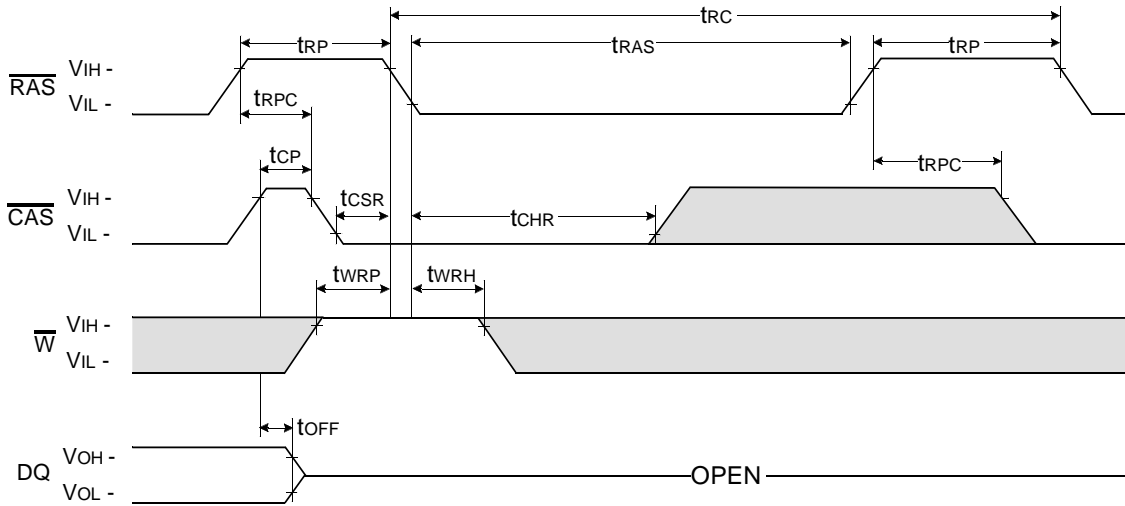 tRC
tRP
tRAS
tRP
RAS
VIH -
VIL -
tRPC
tCP
tRPC
CAS
VIH -
VIL -
tCSR
tCHR
tWRP
tWRH
W
VIH -
VIL -
tOFF
DQ
VOH -
VOL -
OPEN